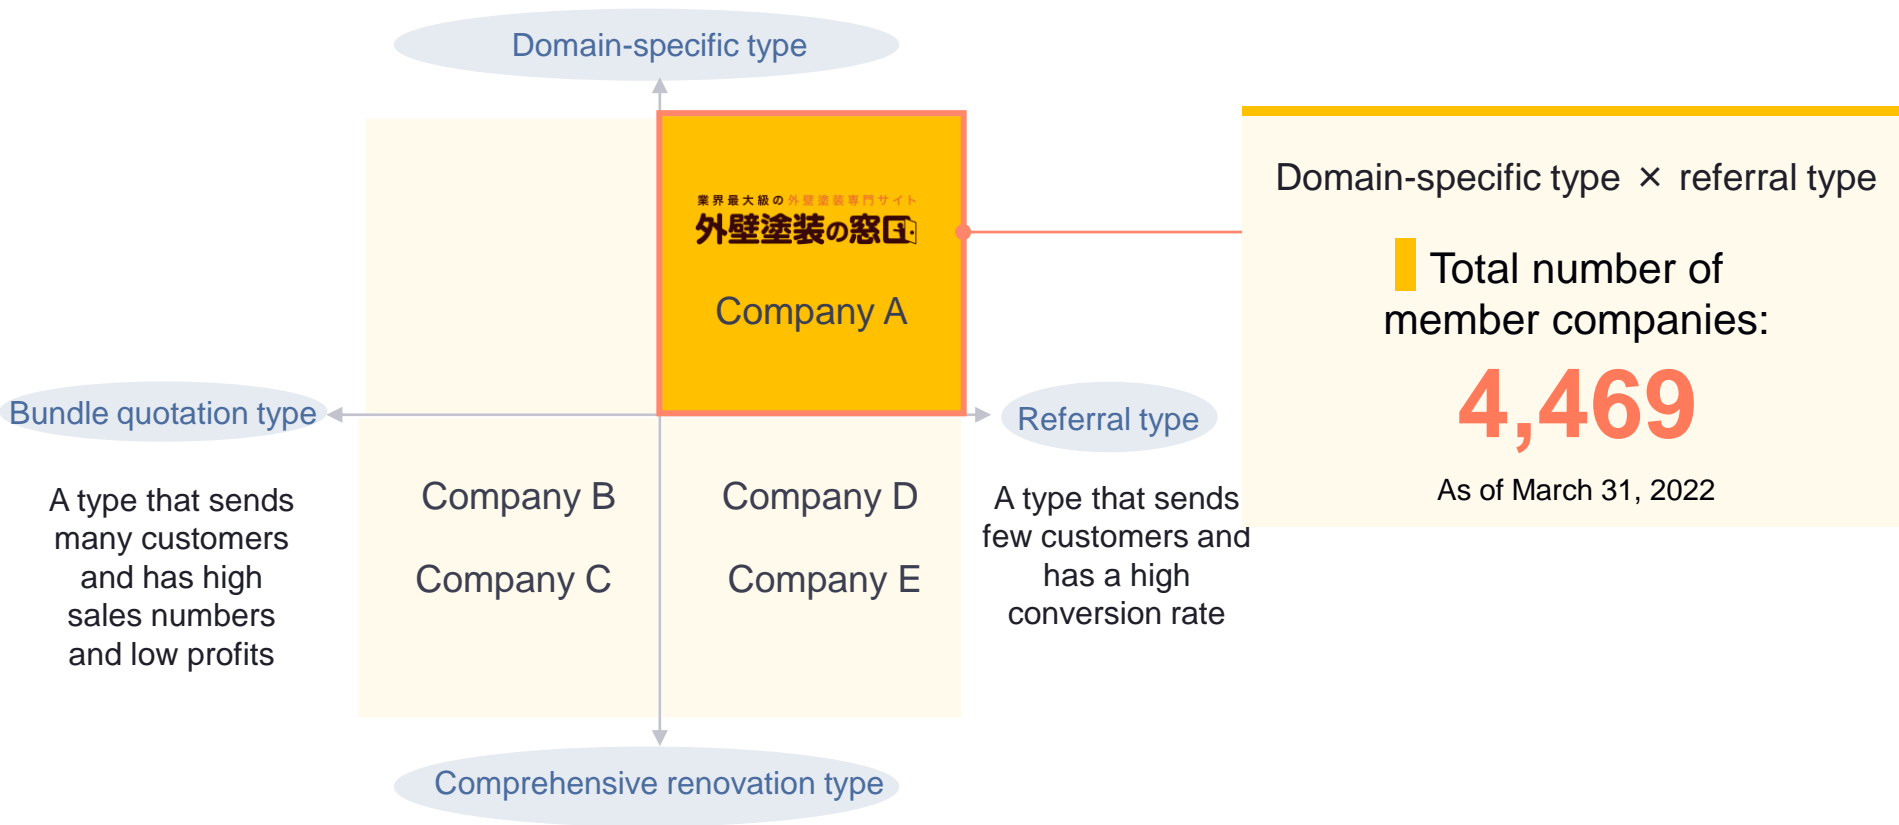 Domain-specific type
業界最大級の外壁塗装専門サイト
外壁塗装の窓口
Company A
Bundle quotation type
Referral type
A type that sends
many customers
and has high
sales numbers
and low profits
Company B
Company C
Company D
Company E
A type that sends
few customers and
has a high
conversion rate
Comprehensive renovation type
Domain-specific type × referral type
Total number of
member companies:
4,469
As of March 31, 2022